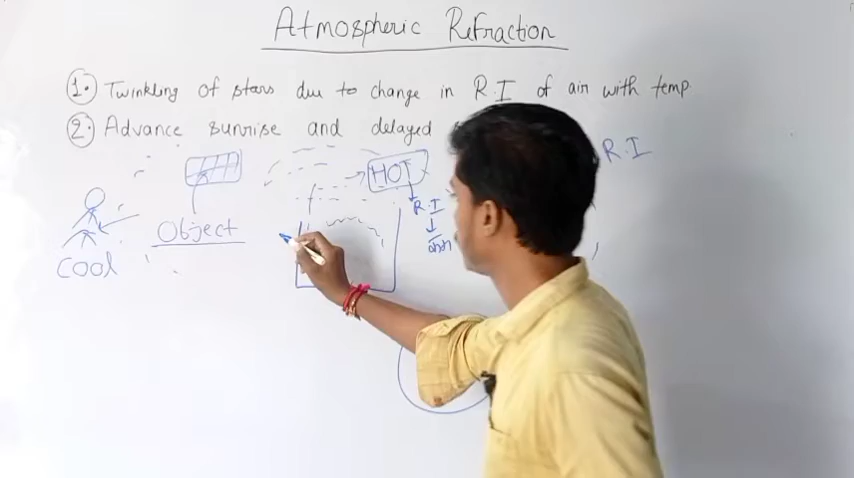 Atmospheric Refraction
1. Twinkling of stars due to change in R.I of air with temp
2. Advance sunrise and delayed
R.I
HOT
R.I
Object
Cool